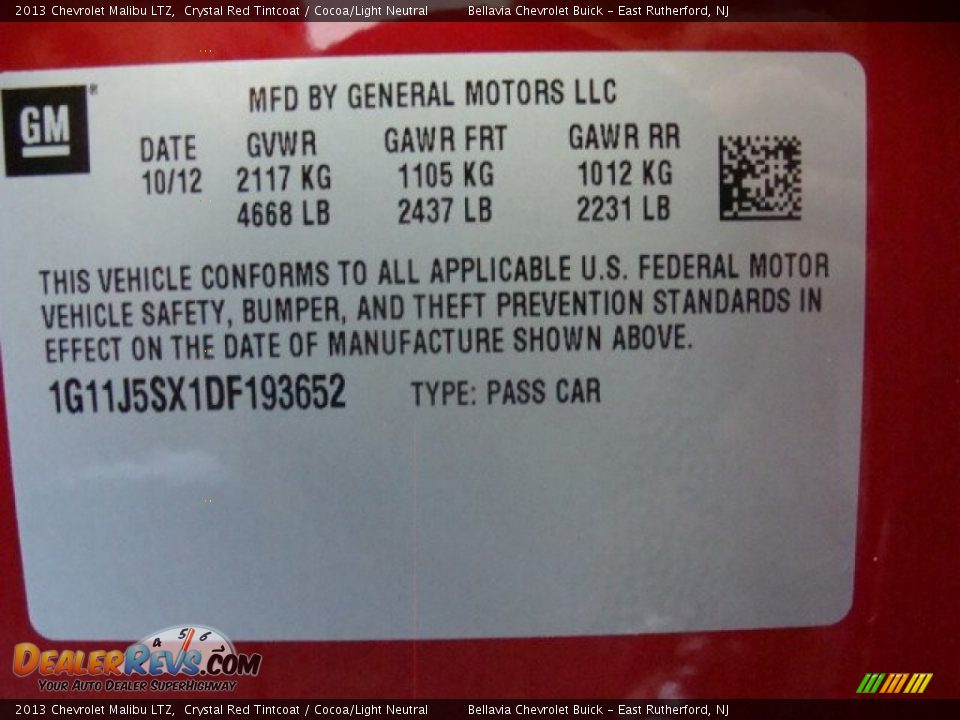 2013 Chevrolet Malibu LTZ, Crystal Red Tintcoat / Cocoa/Light Neutral Bellavia Chevrolet Buick - East Rutherford, NJ
GM ®
MFD BY GENERAL MOTORS LLC
DATE GVWR GAWR FRT GAWR RR
10/12 2117 KG 1105 KG 1012 KG
4668 LB 2437 LB 2231 LB
THIS VEHICLE CONFORMS TO ALL APPLICABLE U.S. FEDERAL MOTOR
VEHICLE SAFETY, BUMPER, AND THEFT PREVENTION STANDARDS IN
EFFECT ON THE DATE OF MANUFACTURE SHOWN ABOVE.
1G11J5SX1DF193652 TYPE: PASS CAR
4 5 6
DEALERREVS.COM
YOUR AUTO DEALER SUPERHIGHWAY
2013 Chevrolet Malibu LTZ, Crystal Red Tintcoat / Cocoa/Light Neutral Bellavia Chevrolet Buick - East Rutherford, NJ